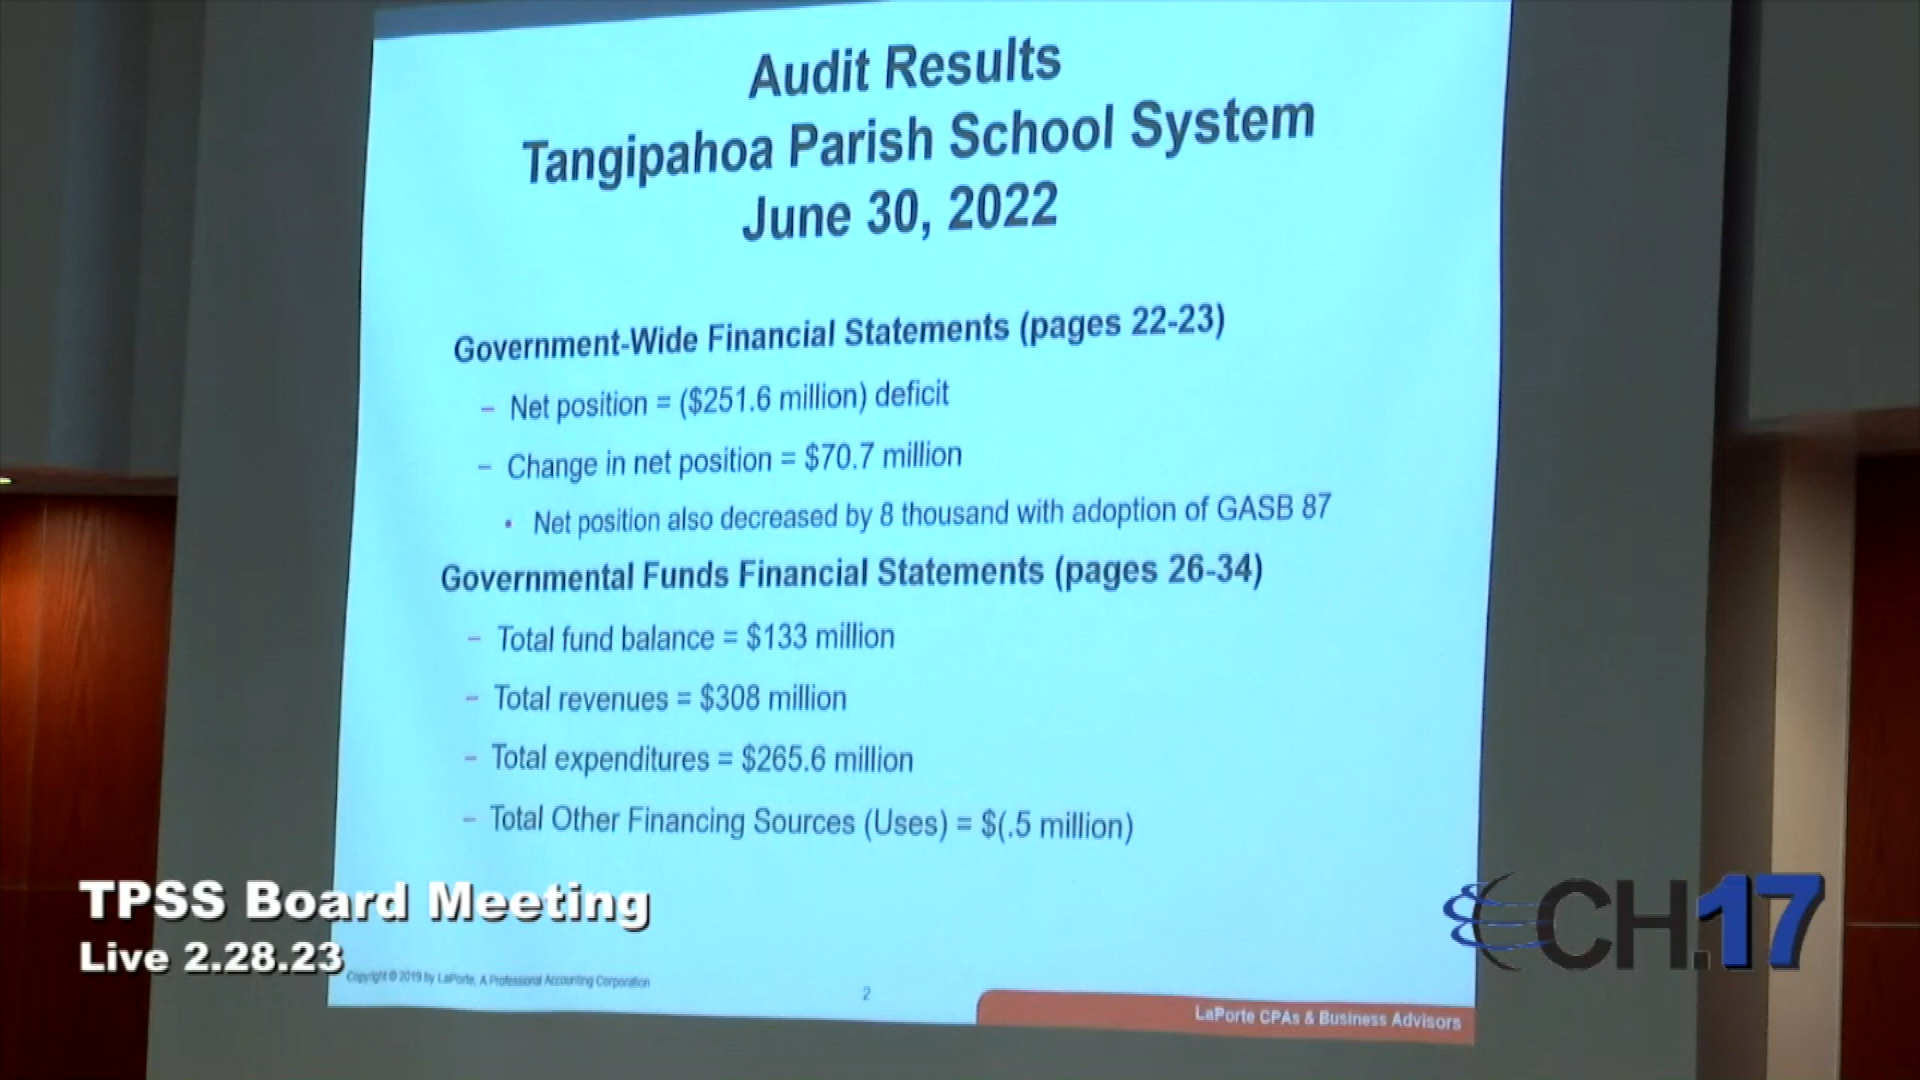 Audit Results
Tangipahoa Parish School System
June 30, 2022
Government-Wide Financial Statements (pages 22-23)
– Net position = ($251.6 million) deficit
– Change in net position = $70.7 million
• Net position also decreased by 8 thousand with adoption of GASB 87
Governmental Funds Financial Statements (pages 26-34)
– Total fund balance = $133 million
– Total revenues = $308 million
– Total expenditures = $265.6 million
– Total Other Financing Sources (Uses) = $(.5 million)
TPSS Board Meeting
Live 2.28.23
CH.17
Copyright © 2019 by LaPorte, A Professional Accounting Corporation
2
LaPorte CPAs & Business Advisors